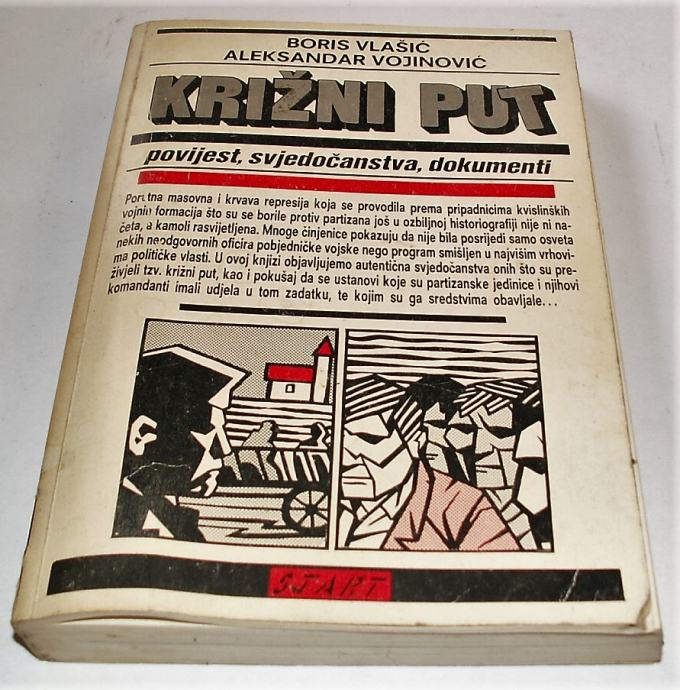 BORIS VLAŠIĆ
ALEKSANDAR VOJINOVIĆ
KRIŽNI PUT
povijest, svjedočanstva, dokumenti
masovna i krvava represija koja se provodila prema pripadnicima kvislinških
vojnih formacija što su se borile protiv partizana još u ozbiljnoj historiografiji nije ni na-
četa, a kamoli rasvijetljena. Mnoge činjenice pokazuju da nije bila posrijedi samo osveta
nekih neodgovornih oficira pobjedničke vojske nego program smišljen u najvišim vrhovi-
ma političke vlasti. U ovoj knjizi objavljujemo autentična svjedočanstva onih što su pre-
živjeli tzv. križni put, kao i pokušaj da se ustanovi koje su partizanske jedinice i njihovi
komandanti imali udjela u tom zadatku, te kojim su ga sredstvima obavljale...
START